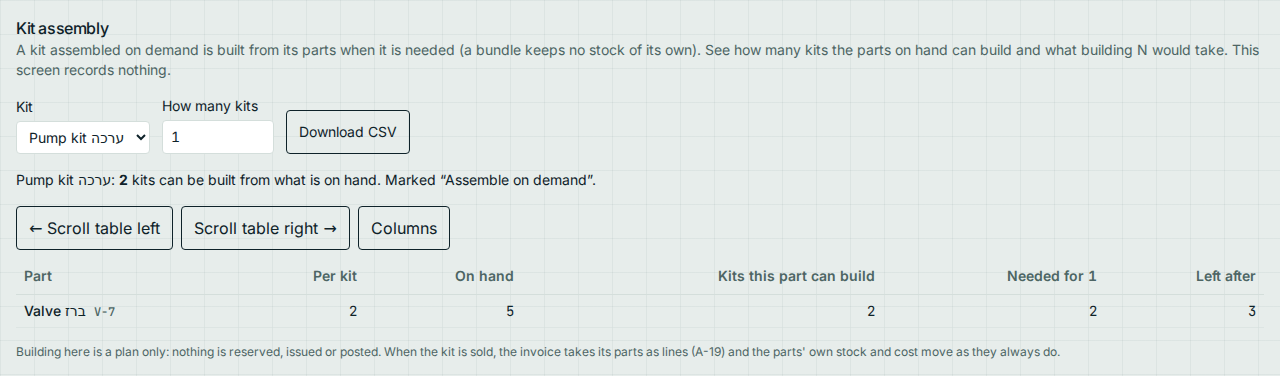 Kit assembly
A kit assembled on demand is built from its parts when it is needed (a bundle keeps no stock of its own). See how many kits the parts on hand can build and what building N would take. This
screen records nothing.
Kit How many kits
Pump kit ערכה 1 Download CSV
Pump kit ערכה: 2 kits can be built from what is on hand. Marked “Assemble on demand”.
← Scroll table left Scroll table right → Columns
Part Per kit On hand Kits this part can build Needed for 1 Left after
Valve ברז V-7 2 5 2 2 3
Building here is a plan only: nothing is reserved, issued or posted. When the kit is sold, the invoice takes its parts as lines (A-19) and the parts' own stock and cost move as they always do.